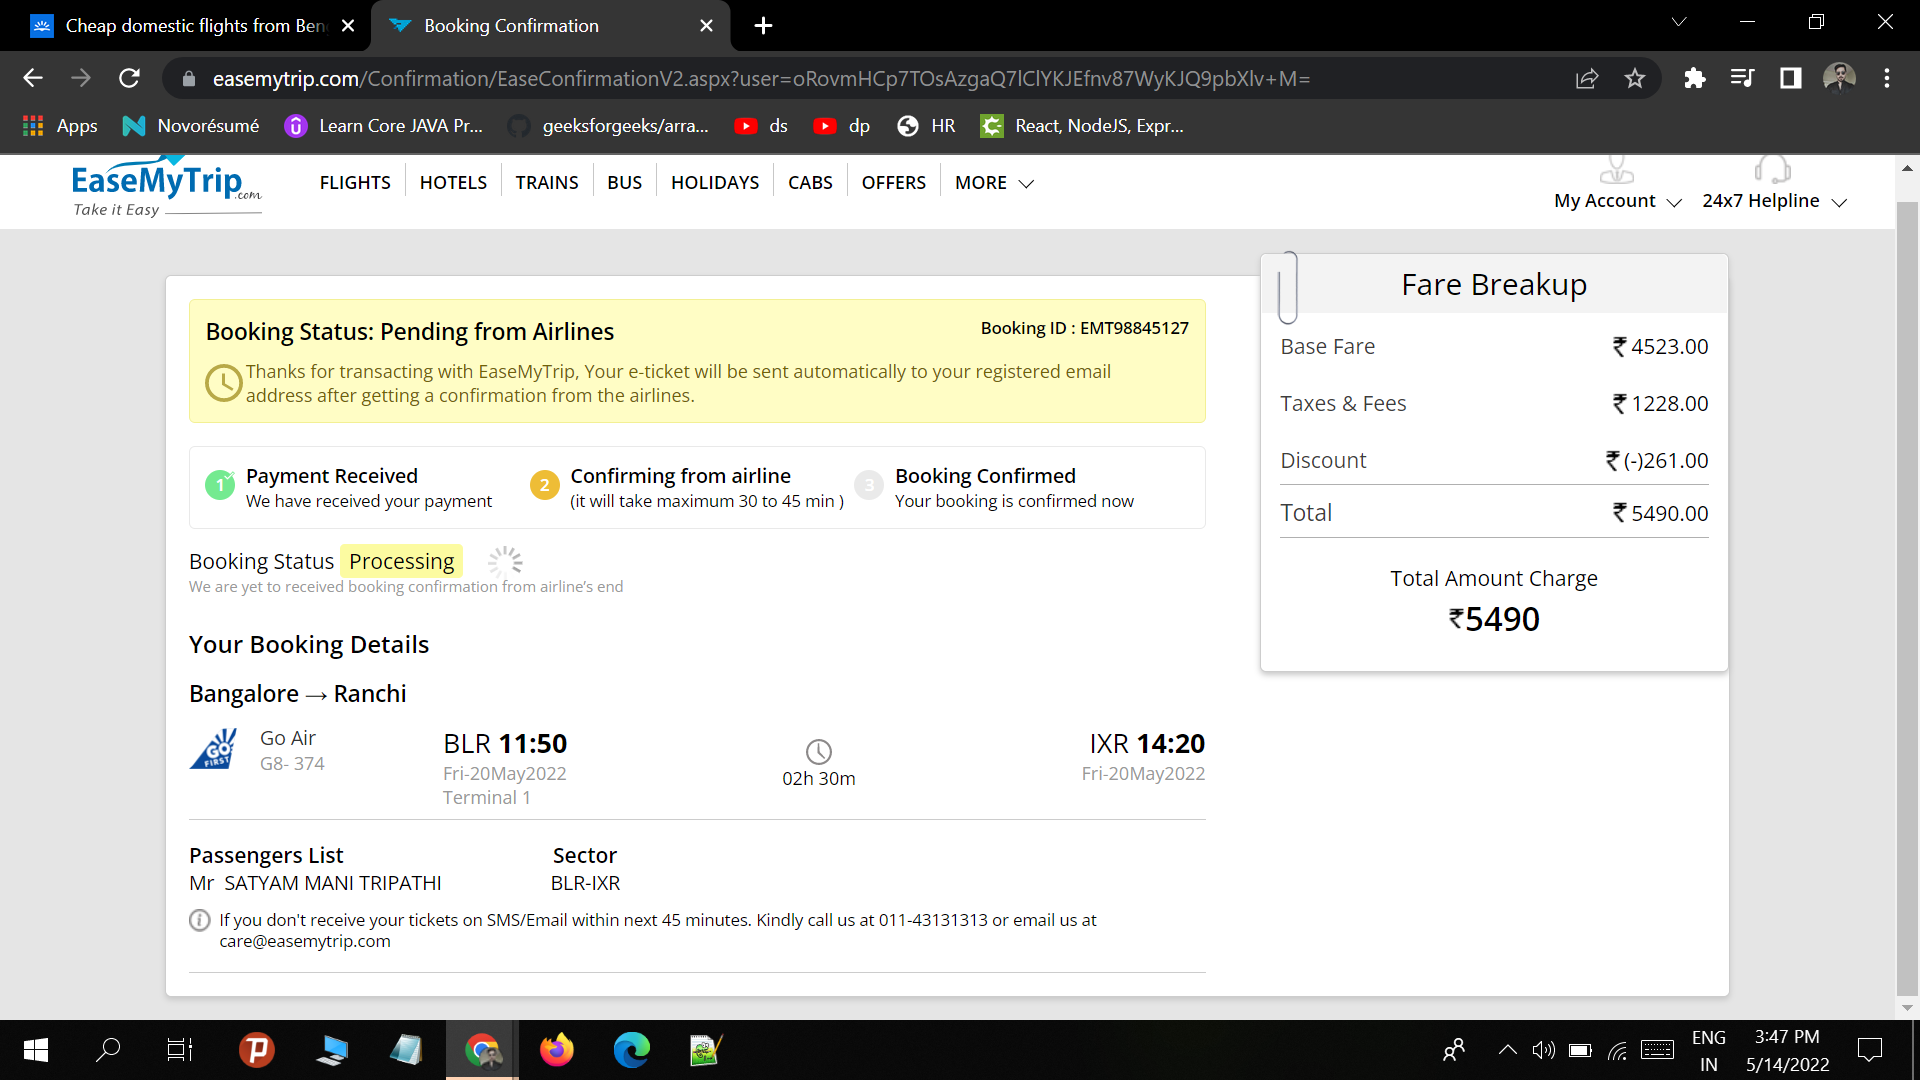 Cheap domestic flights from Ben
Booking Confirmation
easemytrip.com/Confirmation/EaseConfirmationV2.aspx?user=oRovmHCp7TOsAzgaQ7lClYKJEfnv87WyKJQ9pbXlv+M=
Apps
Novorésumé
Learn Core JAVA Pr...
geeksforgeeks/arra...
ds
dp
HR
React, NodeJS, Expr...
EaseMyTrip.com
Take it Easy
FLIGHTS HOTELS TRAINS BUS HOLIDAYS CABS OFFERS MORE
My Account
24x7 Helpline
Booking Status: Pending from Airlines
Booking ID : EMT98845127
Thanks for transacting with EaseMyTrip, Your e-ticket will be sent automatically to your registered email
address after getting a confirmation from the airlines.
1 Payment Received
We have received your payment
2 Confirming from airline
(it will take maximum 30 to 45 min )
3 Booking Confirmed
Your booking is confirmed now
Booking Status Processing
We are yet to received booking confirmation from airline's end
Your Booking Details
Bangalore → Ranchi
GO FIRST
Go Air
G8- 374
BLR 11:50
Fri-20May2022
Terminal 1
02h 30m
IXR 14:20
Fri-20May2022
Passengers List
Mr SATYAM MANI TRIPATHI
Sector
BLR-IXR
If you don't receive your tickets on SMS/Email within next 45 minutes. Kindly call us at 011-43131313 or email us at
care@easemytrip.com
Fare Breakup
Base Fare ₹ 4523.00
Taxes & Fees ₹ 1228.00
Discount ₹ (-)261.00
Total ₹ 5490.00
Total Amount Charge
₹5490
ENG
IN
3:47 PM
5/14/2022